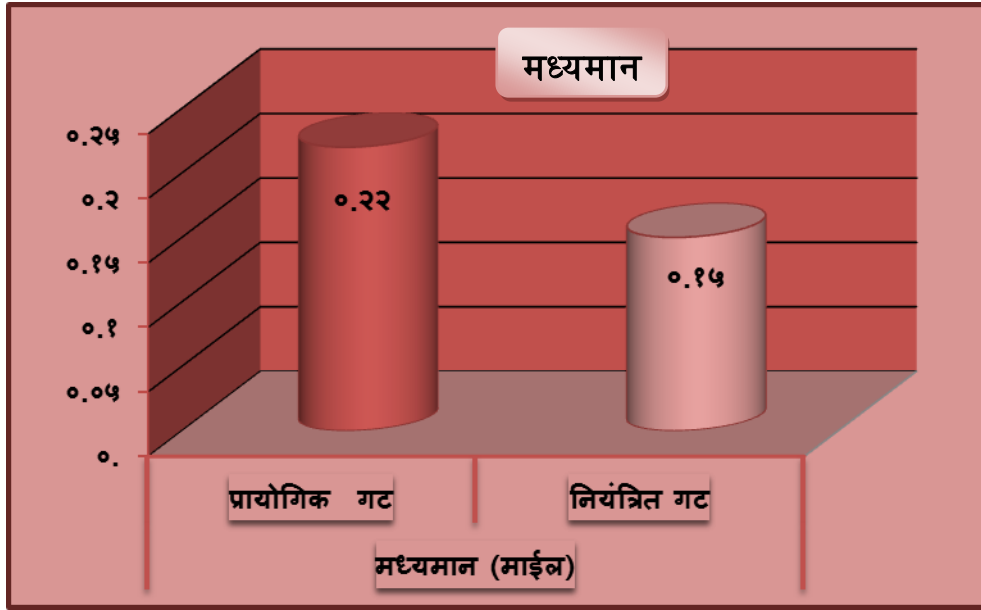 मध्यमान
०.२५
०.२
०.१५
०.१
०.०५
०.
०.२२
०.१५
प्रायोगिक गट
नियंत्रित गट
मध्यमान (माईल)